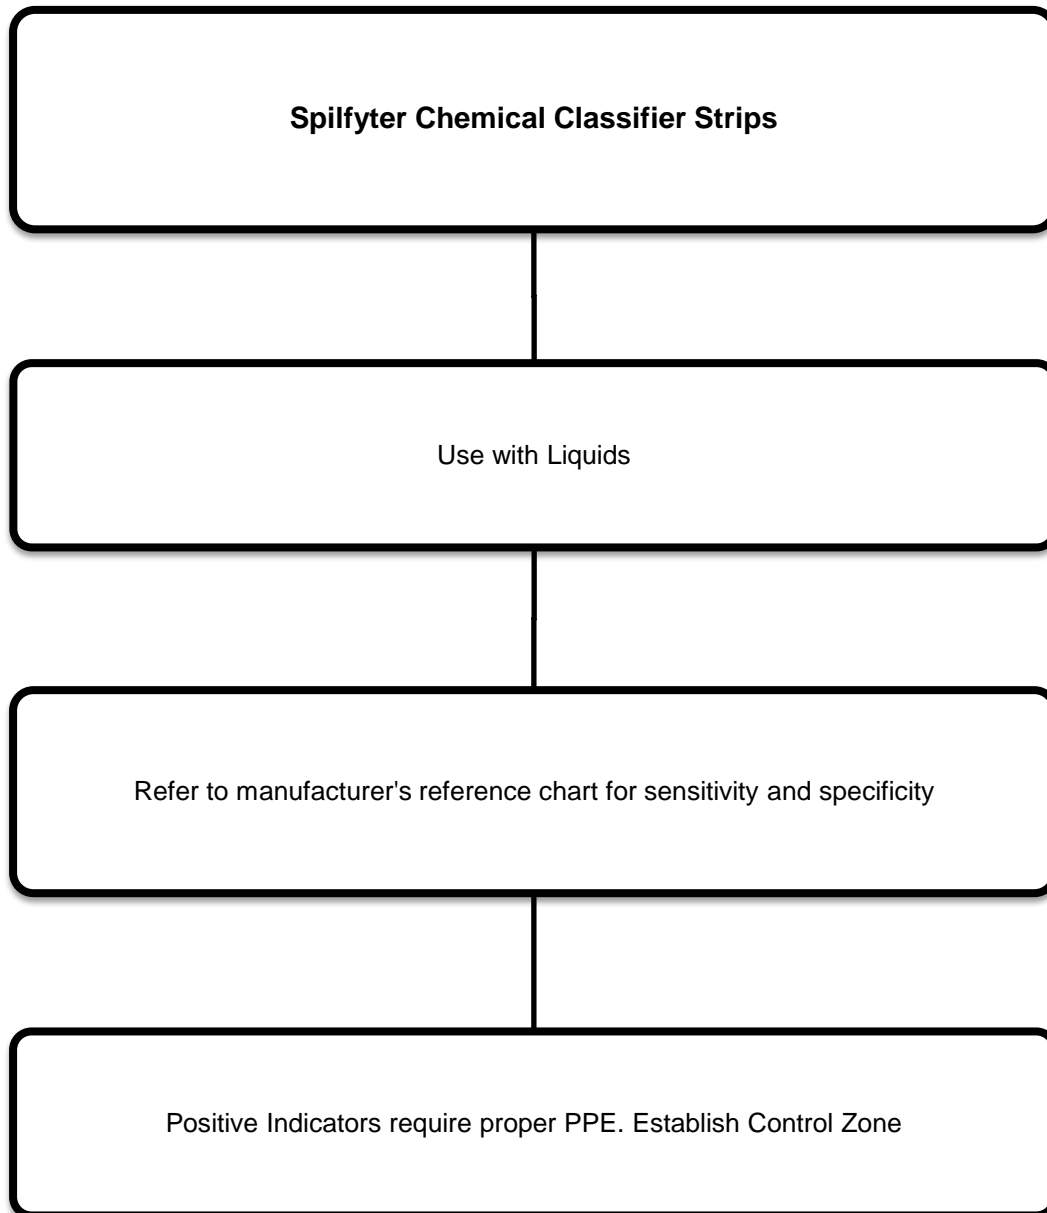 Spilfyter Chemical Classifier Strips
Use with Liquids
Refer to manufacturer's reference chart for sensitivity and specificity
Positive Indicators require proper PPE. Establish Control Zone